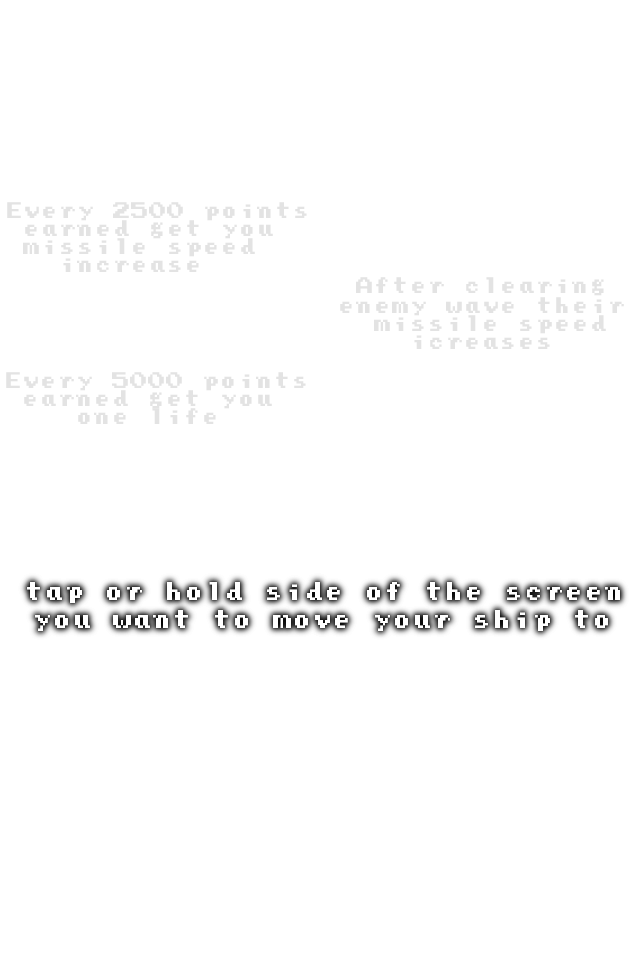 Every 2500 points
earned get you
missile speed
increase
After clearing
enemy wave their
missile speed
icreases
Every 5000 points
earned get you
one life
tap or hold side of the screen
you want to move your ship to